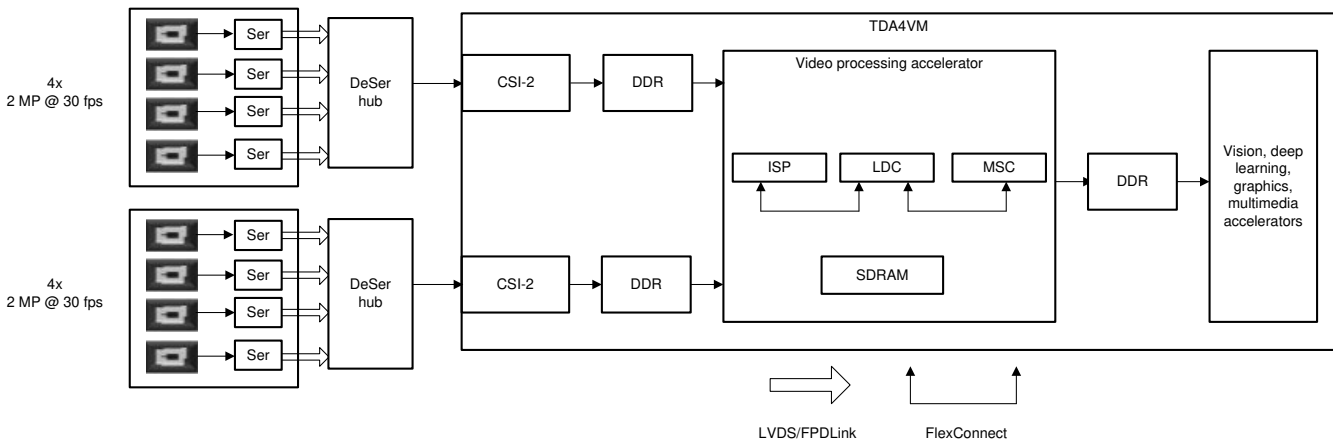 4x
2 MP @ 30 fps
Ser
Ser
Ser
Ser
DeSer
hub
4x
2 MP @ 30 fps
Ser
Ser
Ser
Ser
DeSer
hub
TDA4VM
CSI-2
DDR
CSI-2
DDR
Video processing accelerator
ISP
LDC
MSC
SDRAM
DDR
Vision, deep
learning,
graphics,
multimedia
accelerators
LVDS/FPDLink
FlexConnect